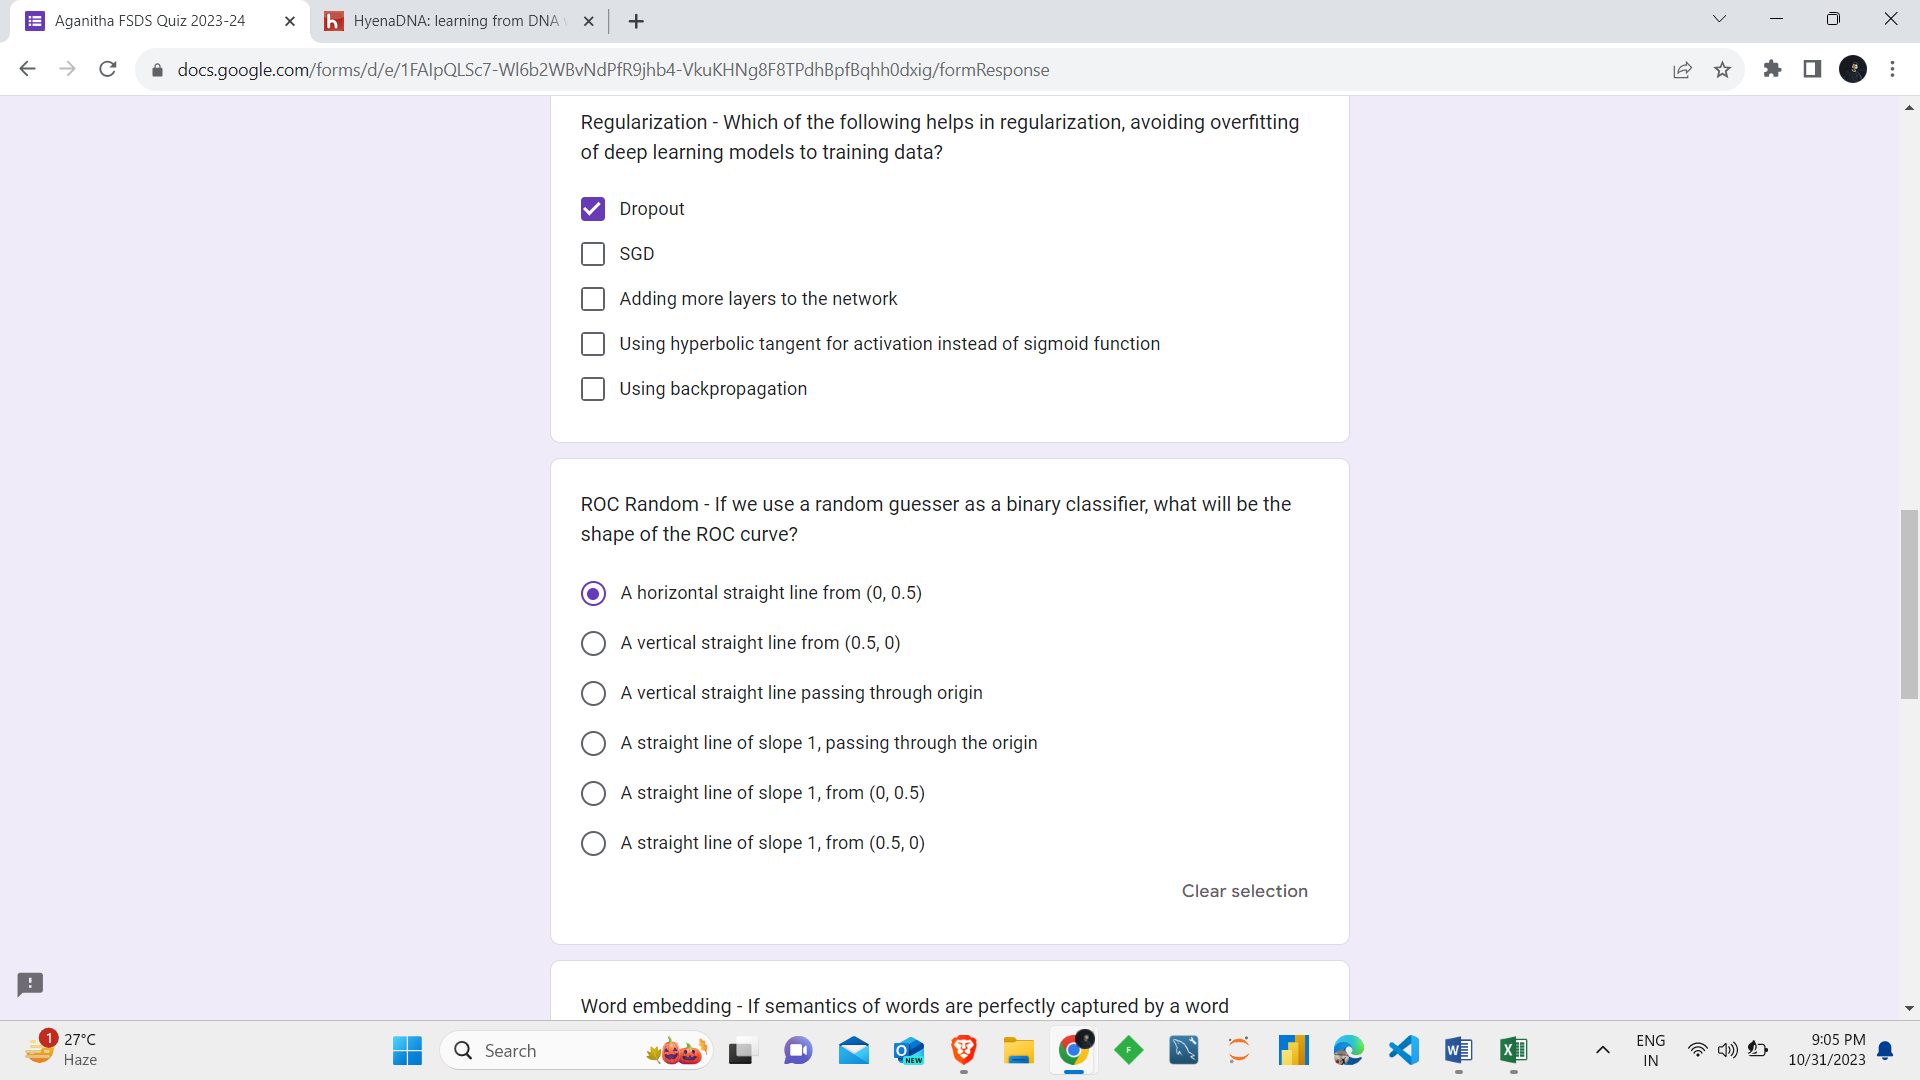 Aganitha FSDS Quiz 2023-24
HyenaDNA: learning from DNA
docs.google.com/forms/d/e/1FAIpQLSc7-Wl6b2WBvNdPfR9jhb4-VkuKHNg8F8TPdhBpfBqhh0dxig/formResponse
Regularization - Which of the following helps in regularization, avoiding overfitting
of deep learning models to training data?
Dropout
SGD
Adding more layers to the network
Using hyperbolic tangent for activation instead of sigmoid function
Using backpropagation
ROC Random - If we use a random guesser as a binary classifier, what will be the
shape of the ROC curve?
A horizontal straight line from (0, 0.5)
A vertical straight line from (0.5, 0)
A vertical straight line passing through origin
A straight line of slope 1, passing through the origin
A straight line of slope 1, from (0, 0.5)
A straight line of slope 1, from (0.5, 0)
Clear selection
Word embedding - If semantics of words are perfectly captured by a word
1
27°C
Haze
Search
NEW
ENG
IN
9:05 PM
10/31/2023